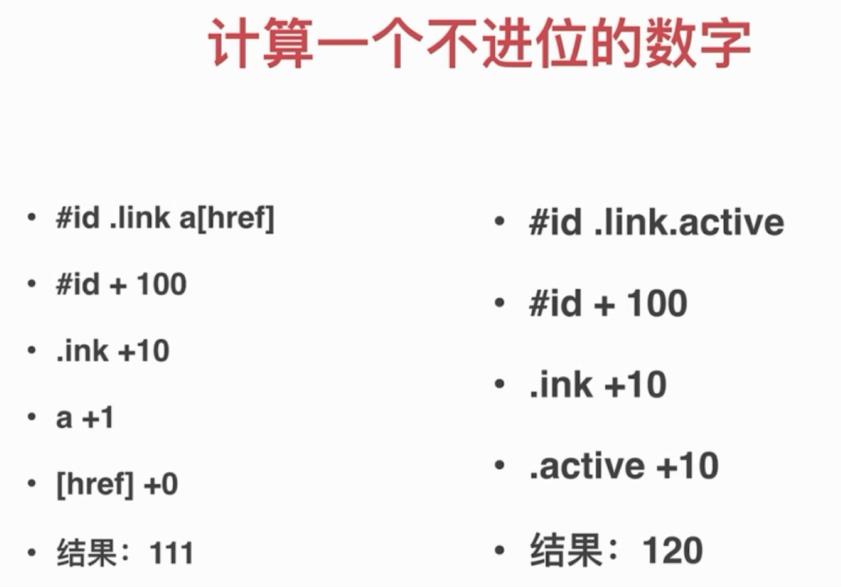 计算一个不进位的数字
• #id .link a[href]
• #id + 100
• .ink +10
• a +1
• [href] +0
• 结果：111
• #id .link.active
• #id + 100
• .ink +10
• .active +10
• 结果：120